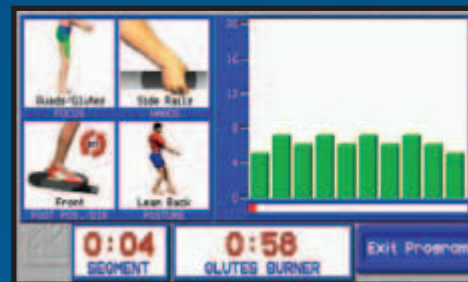 Quads/Glutes
FOCUS
Side Rails
HANDS
Front
FOOT POS./DIR
Lean Back
POSTURE
20
16
12
8
4
0
0:04
SEGMENT
0:58
GLUTES BURNER
Exit Program